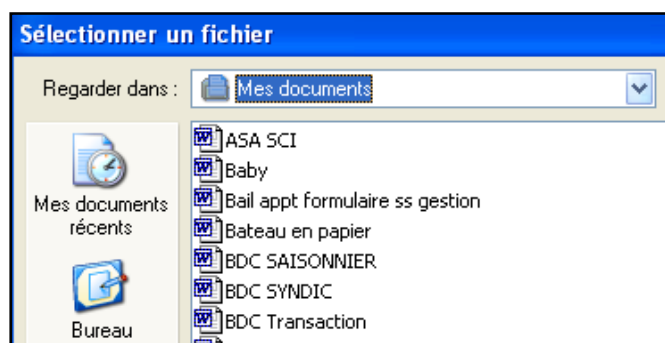 Sélectionner un fichier
Regarder dans :
Mes documents
Mes documents
récents
Bureau
ASA SCI
Baby
Bail appt formulaire ss gestion
Bateau en papier
BDC SAISONNIER
BDC SYNDIC
BDC Transaction